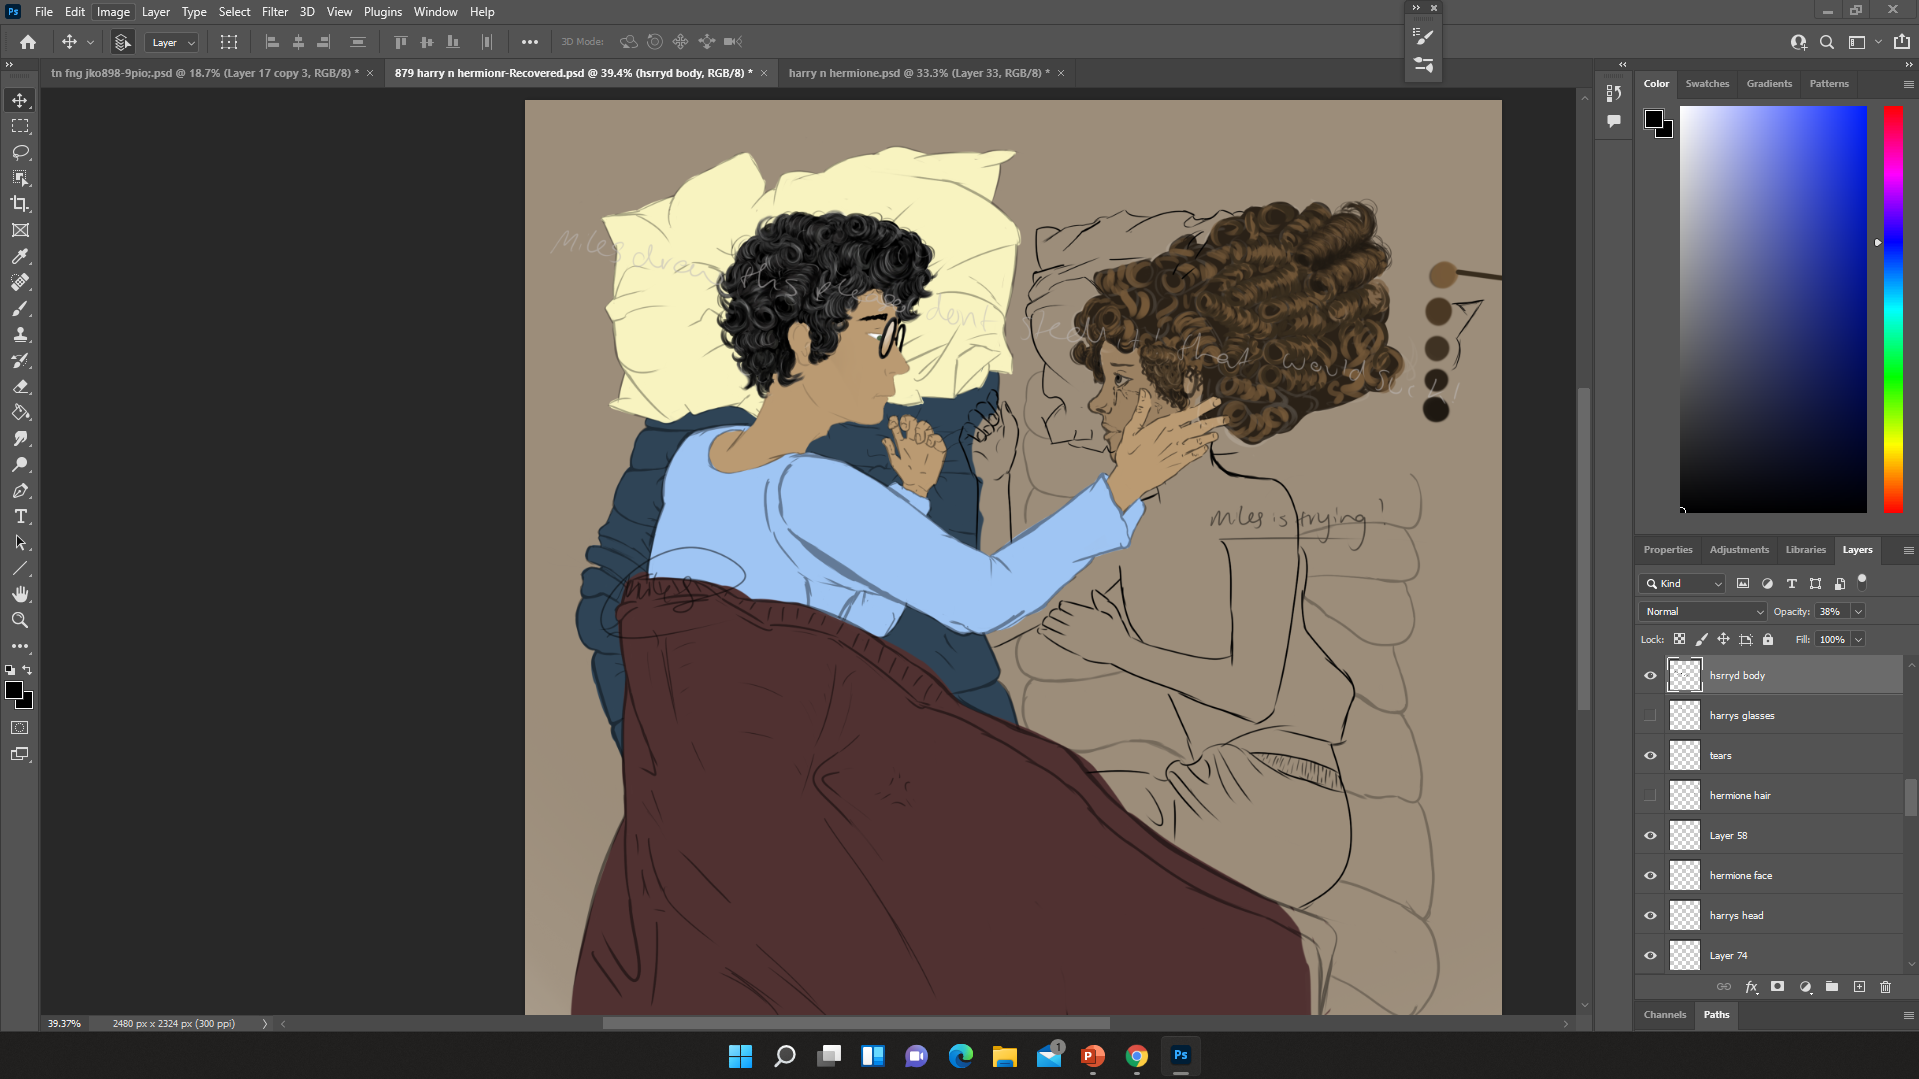 Ps File Edit Image Layer Type Select Filter 3D View Plugins Window Help
Layer 3D Mode:
tn fng jko898-9pio;.psd @ 18.7% (Layer 17 copy 3, RGB/8) * × 879 harry n hermionr-Recovered.psd @ 39.4% (hsrryd body, RGB/8) * × harry n hermione.psd @ 33.3% (Layer 33, RGB/8) * ×
Color Swatches Gradients Patterns
Miles drew this please dont steal it! that would suck!
Miles is trying!
miles
Properties Adjustments Libraries Layers
Kind
Normal Opacity: 38%
Lock: Fill: 100%
hsrryd body
harrys glasses
tears
hermione hair
Layer 58
hermione face
harrys head
Layer 74
fx
Channels Paths
39.37% 2480 px x 2324 px (300 ppi)
1
P
Ps